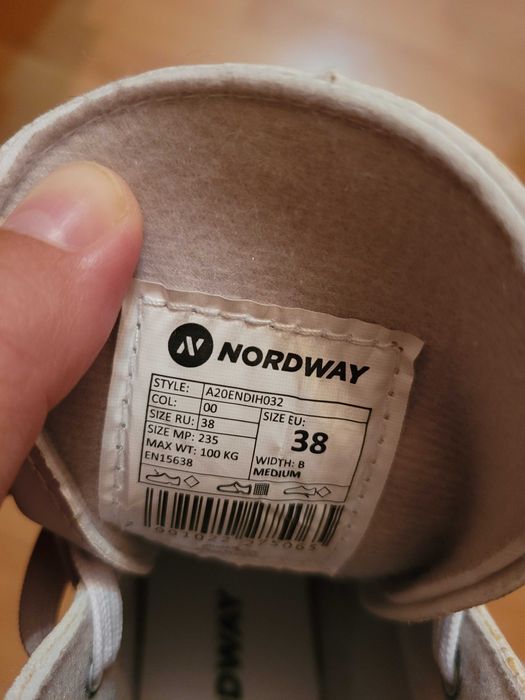 NORDWAY
STYLE: A20ENDIH032
COL: 00
SIZE RU: 38
SIZE MP: 235
MAX WT: 100 KG
EN15638
SIZE EU:
38
WIDTH: B
MEDIUM
DWAY